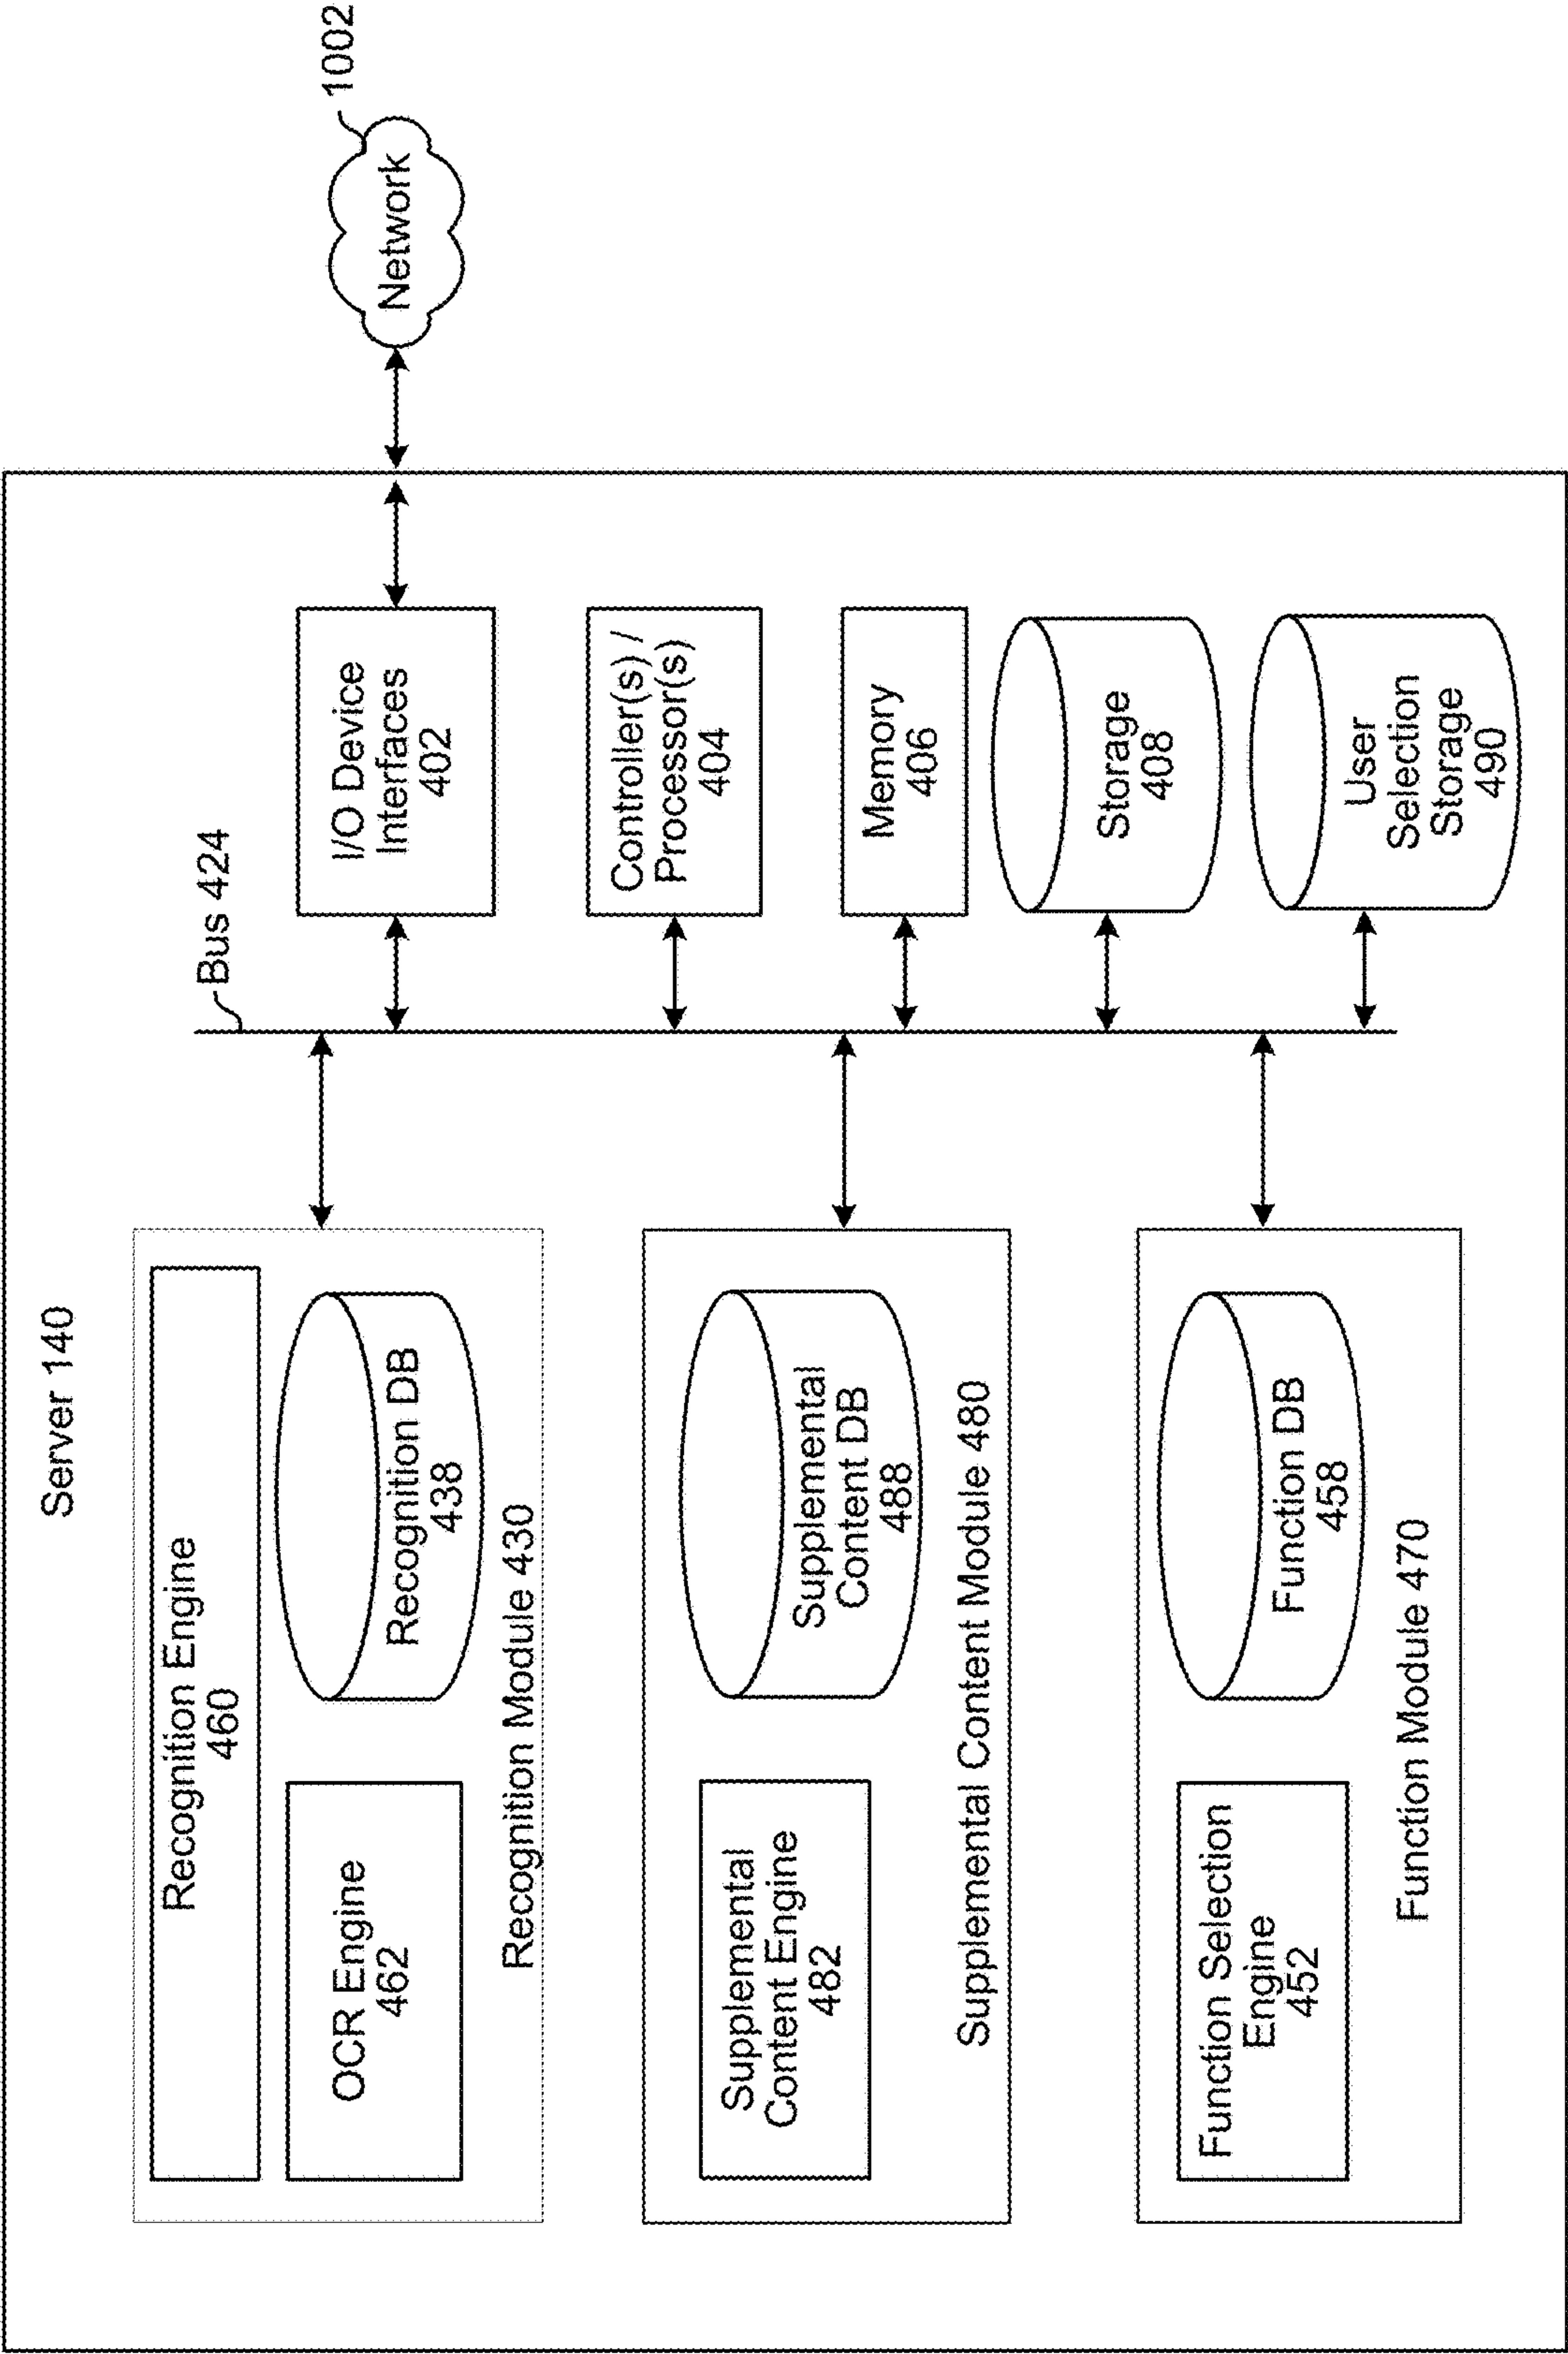 Server 140
Recognition Engine
460
OCR Engine
462
Recognition DB
438
Recognition Module 430
Supplemental
Content Engine
482
Supplemental
Content DB
488
Supplemental Content Module 480
Function Selection
Engine
452
Function DB
458
Function Module 470
Bus 424
I/O Device
Interfaces
402
Controller(s) /
Processor(s)
404
Memory
406
Storage
408
User
Selection
Storage
490
Network
1002